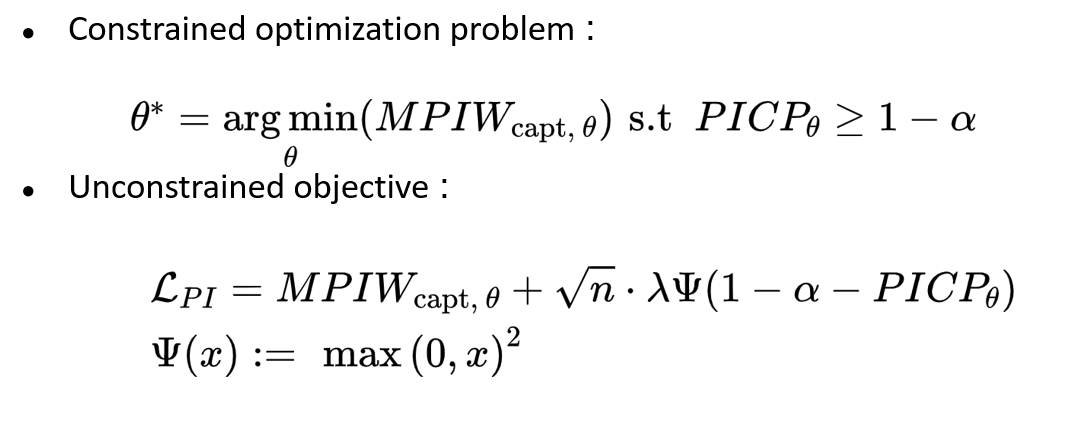 • Constrained optimization problem :
θ* = arg min(MPIW_capt, θ) s.t PICP_θ ≥ 1 − α
θ
• Unconstrained objective :
ℒ_PI = MPIW_capt, θ + √n · λΨ(1 − α − PICP_θ)
Ψ(x) := max (0, x)²